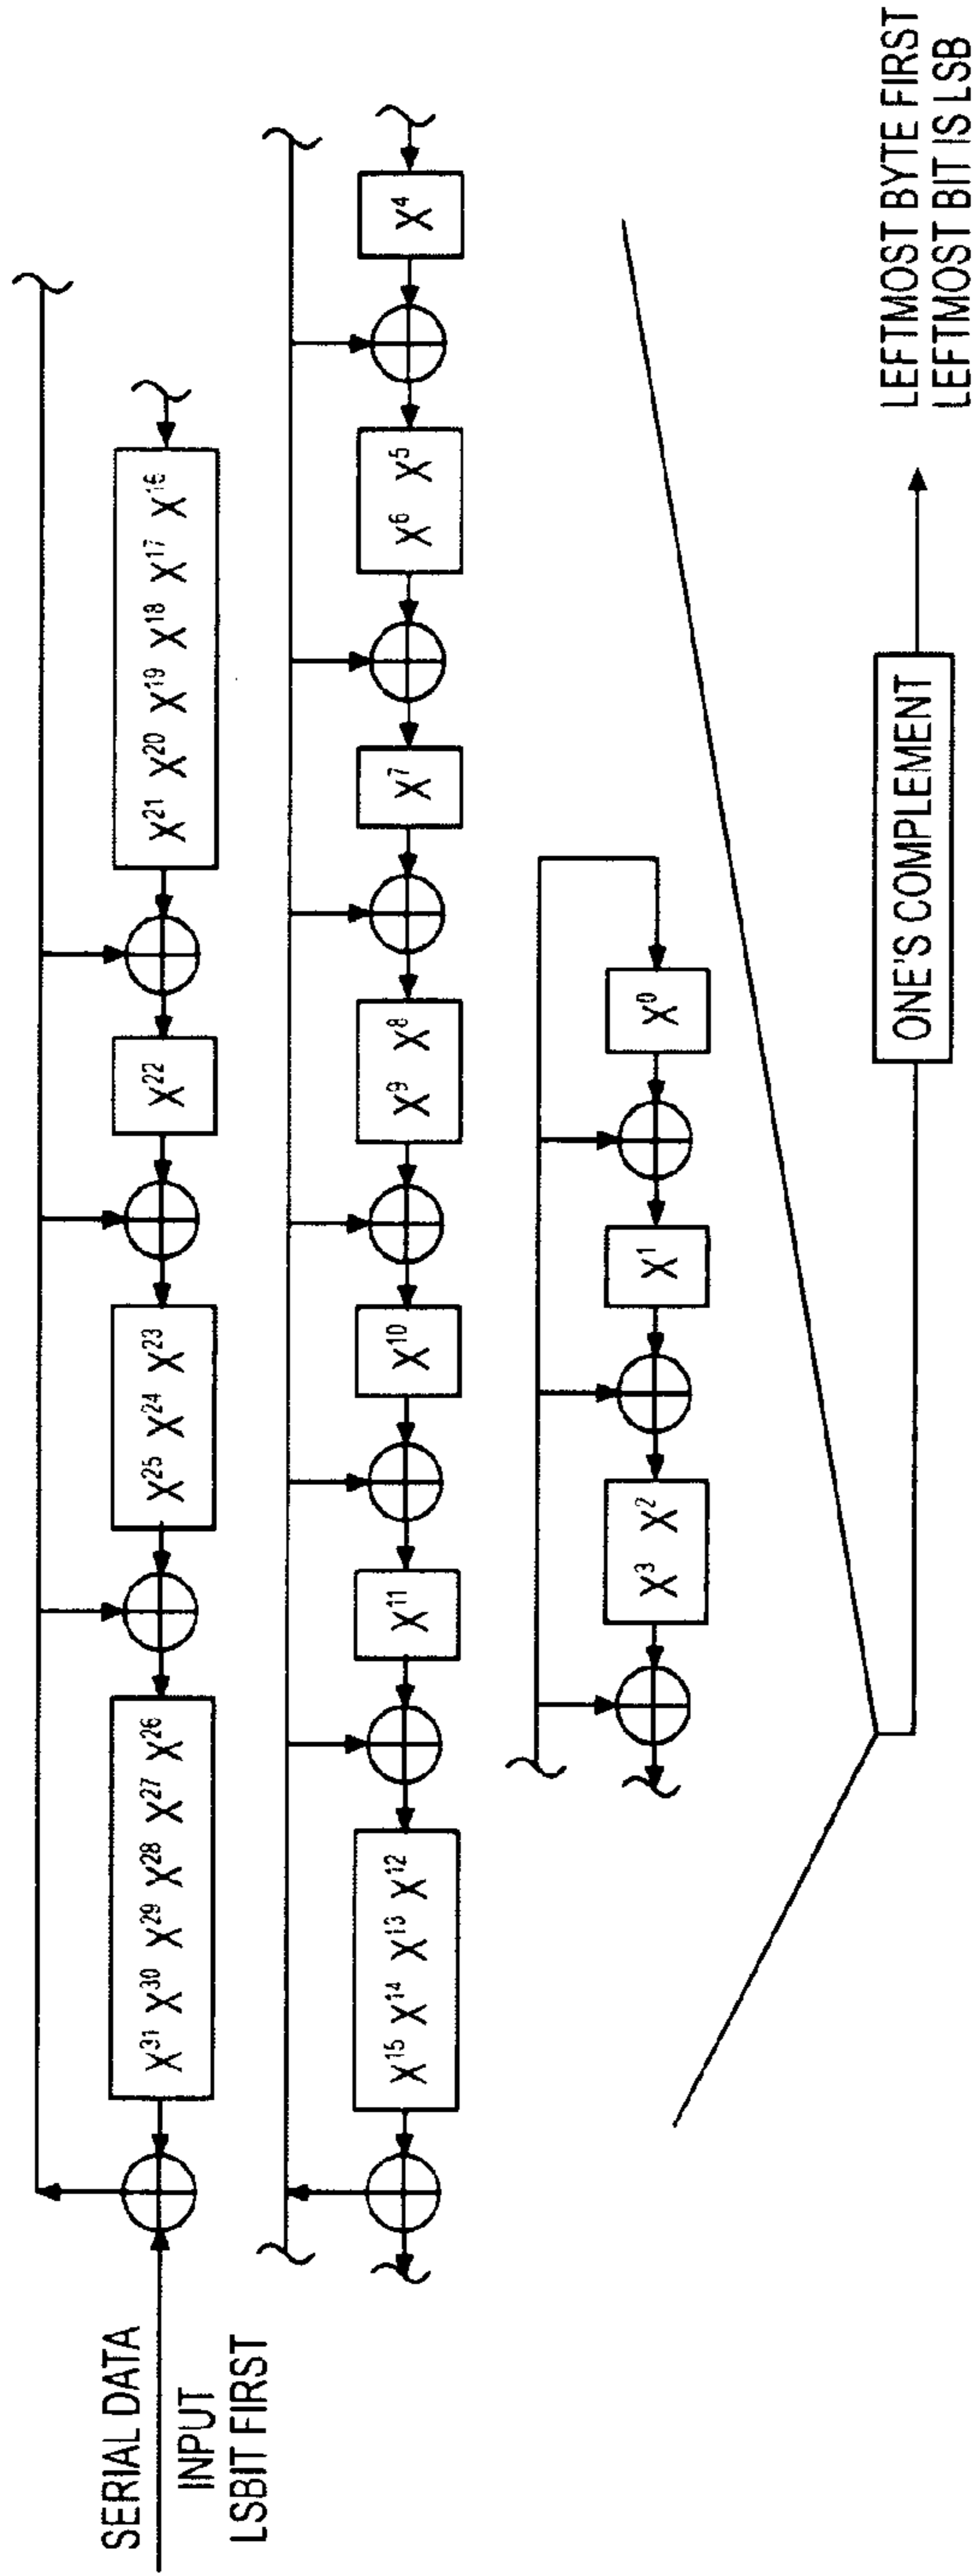 SERIAL DATA
INPUT
LSBIT FIRST
X³¹ X³⁰ X²⁹ X²⁸ X²⁷ X²⁶
X²⁵ X²⁴ X²³
X²²
X²¹ X²⁰ X¹⁹ X¹⁸ X¹⁷ X¹⁶
X¹⁵ X¹⁴ X¹³ X¹²
X¹¹
X¹⁰
X⁹ X⁸
X⁷
X⁶ X⁵
X⁴
X³ X²
X¹
X⁰
ONE'S COMPLEMENT
LEFTMOST BYTE FIRST
LEFTMOST BIT IS LSB